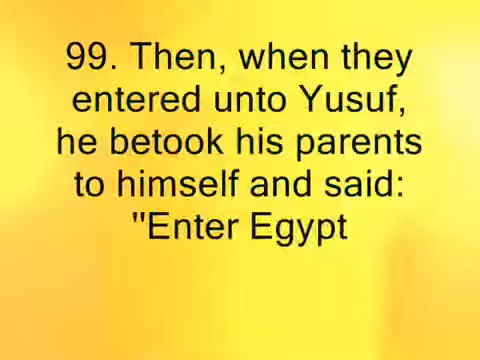 99. Then, when they
entered unto Yusuf,
he betook his parents
to himself and said:
"Enter Egypt